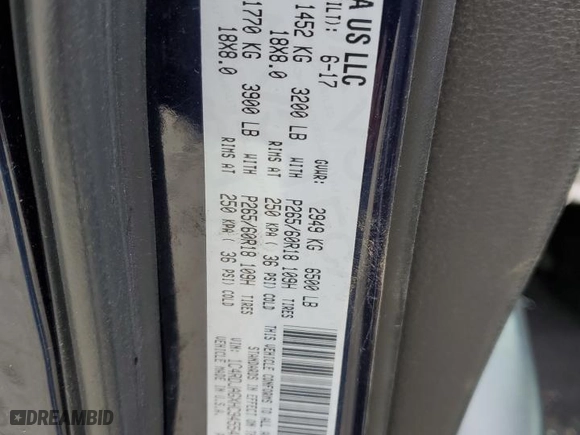 A US LLC
ILT): 6-17
GVWR: 2949 KG 6500 LB
1452 KG 3200 LB WITH P265/60R18 109H TIRES
18X8.0 RIMS AT 250 KPA ( 36 PSI) COLD
1770 KG 3900 LB WITH P265/60R18 109H TIRES
18X8.0 RIMS AT 250 KPA ( 36 PSI) COLD
THIS VEHICLE CONFORMS TO ALL
STANDARDS IN EFFECT ON
VIN:
VEHICLE MADE IN U.S.A.
DREAMBID